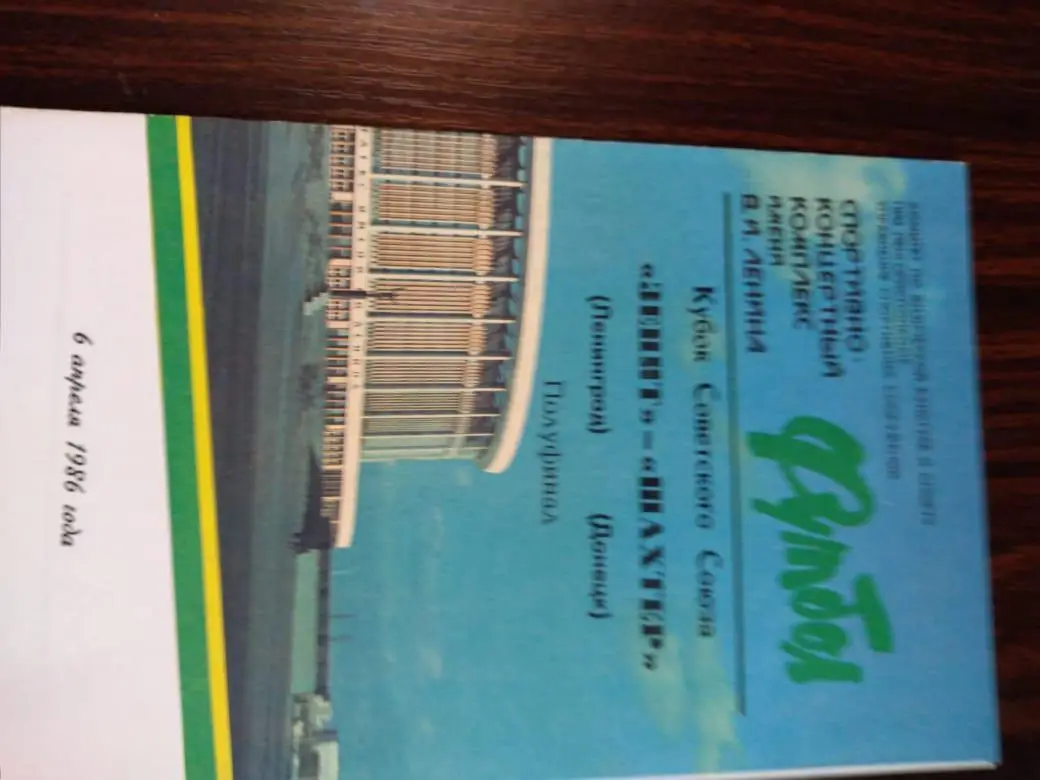 СПОРТИВНО-
КОНЦЕРТНЫЙ
КОМПЛЕКС
ИМЕНИ
В.И. ЛЕНИНА
Футбол
Кубок Советского Союза
«ЗЕНИТ» – «ШАХТЕР»
(Ленинград) (Донецк)
Полуфинал
6 апреля 1986 года